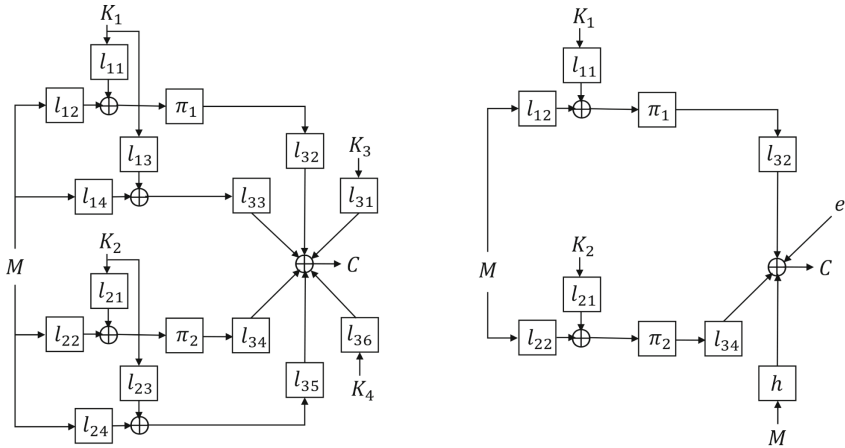 K₁
l₁₁
l₁₂
π₁
l₁₃
l₃₂
K₃
l₁₄
l₃₃
l₃₁
K₂
M
C
l₂₁
l₂₂
π₂
l₃₄
l₃₆
l₂₃
l₃₅
K₄
l₂₄
K₁
l₁₁
l₁₂
π₁
l₃₂
e
K₂
M
C
l₂₁
l₂₂
π₂
l₃₄
h
M